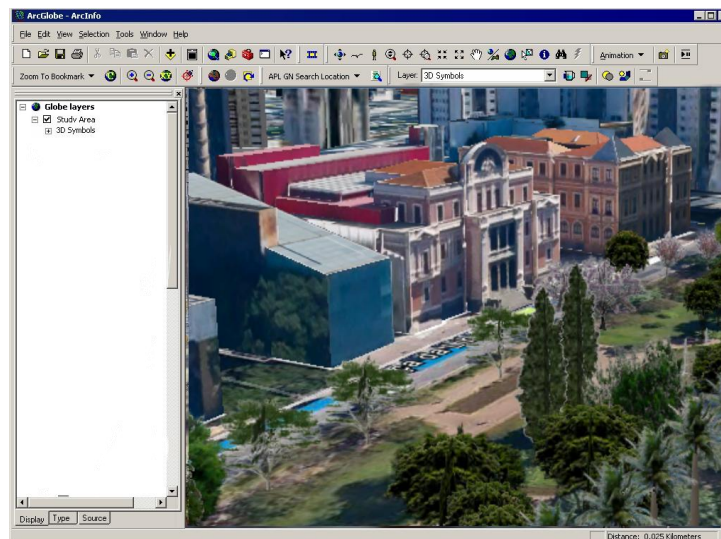 ArcGlobe - ArcInfo
File Edit View Selection Tools Window Help
Animation
Zoom To Bookmark
APL GN Search Location
Layer: 3D Symbols
Globe layers
Study Area
3D Symbols
Display Type Source
Distance: 0.025 Kilometers